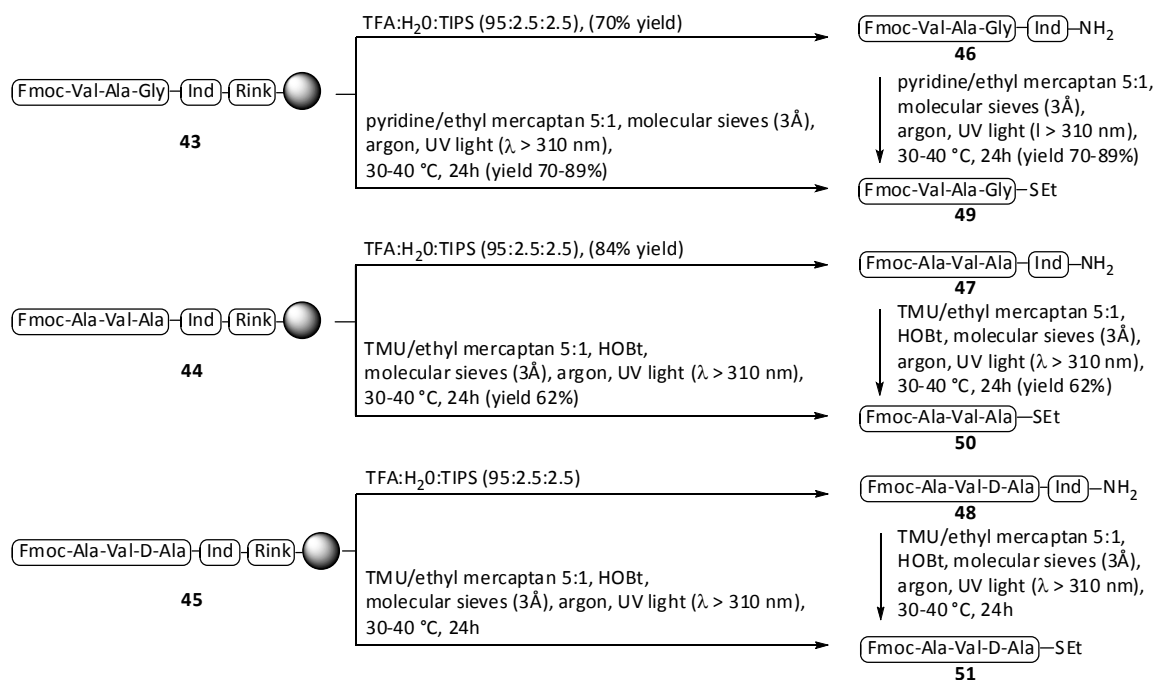 TFA:H20:TIPS (95:2.5:2.5), (70% yield)
Fmoc-Val-Ala-Gly Ind NH2
46
Fmoc-Val-Ala-Gly Ind Rink
43
pyridine/ethyl mercaptan 5:1, molecular sieves (3Å),
argon, UV light (λ > 310 nm),
30-40 °C, 24h (yield 70-89%)
pyridine/ethyl mercaptan 5:1,
molecular sieves (3Å),
argon, UV light (l > 310 nm),
30-40 °C, 24h (yield 70-89%)
Fmoc-Val-Ala-Gly SEt
49
TFA:H20:TIPS (95:2.5:2.5), (84% yield)
Fmoc-Ala-Val-Ala Ind NH2
47
Fmoc-Ala-Val-Ala Ind Rink
44
TMU/ethyl mercaptan 5:1, HOBt,
molecular sieves (3Å), argon, UV light (λ > 310 nm),
30-40 °C, 24h (yield 62%)
TMU/ethyl mercaptan 5:1,
HOBt, molecular sieves (3Å),
argon, UV light (λ > 310 nm),
30-40 °C, 24h (yield 62%)
Fmoc-Ala-Val-Ala SEt
50
TFA:H20:TIPS (95:2.5:2.5)
Fmoc-Ala-Val-D-Ala Ind NH2
48
Fmoc-Ala-Val-D-Ala Ind Rink
45
TMU/ethyl mercaptan 5:1, HOBt,
molecular sieves (3Å), argon, UV light (λ > 310 nm),
30-40 °C, 24h
TMU/ethyl mercaptan 5:1,
HOBt, molecular sieves (3Å),
argon, UV light (λ > 310 nm),
30-40 °C, 24h
Fmoc-Ala-Val-D-Ala SEt
51